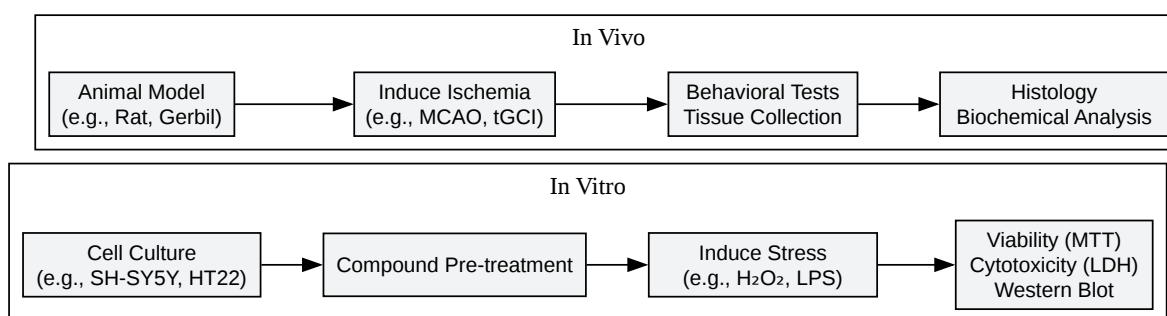 In Vivo
Animal Model
(e.g., Rat, Gerbil)
Induce Ischemia
(e.g., MCAO, tGCI)
Behavioral Tests
Tissue Collection
Histology
Biochemical Analysis
In Vitro
Cell Culture
(e.g., SH-SY5Y, HT22)
Compound Pre-treatment
Induce Stress
(e.g., H₂O₂, LPS)
Viability (MTT)
Cytotoxicity (LDH)
Western Blot